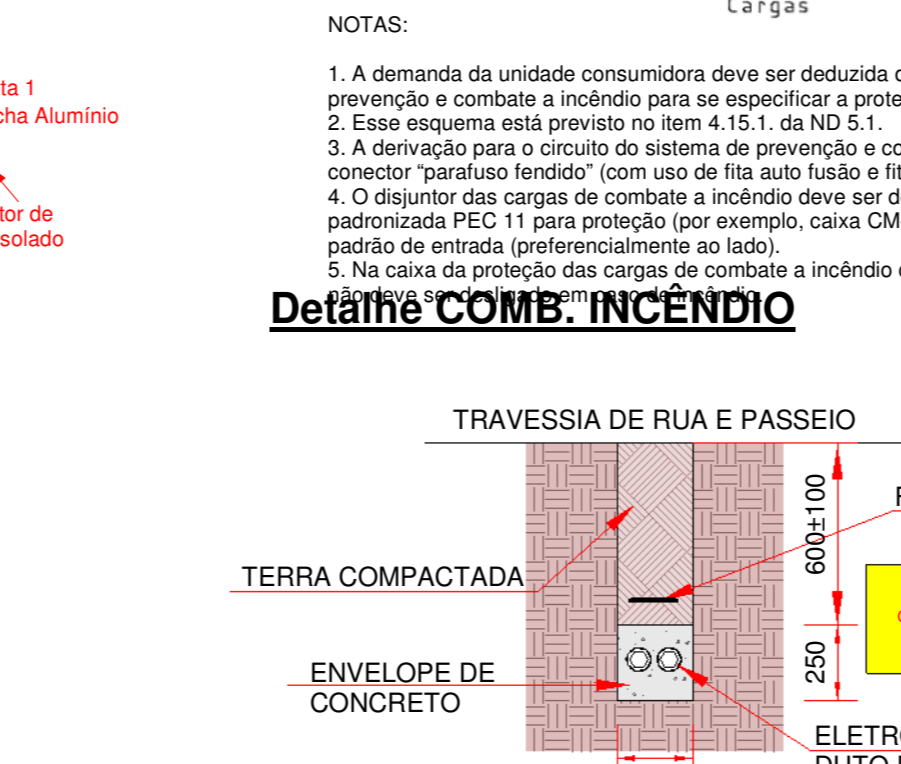 Cargas
NOTAS:
ta 1
cha Alumínio
tor de
solado
1. A demanda da unidade consumidora deve ser deduzida
prevenção e combate a incêndio para se especificar a prote
2. Esse esquema está previsto no item 4.15.1. da ND 5.1.
3. A derivação para o circuito do sistema de prevenção e co
conector “parafuso fendido” (com uso de fita auto fusão e fit
4. O disjuntor das cargas de combate a incêndio deve ser de
padronizada PEC 11 para proteção (por exemplo, caixa CM
padrão de entrada (preferencialmente ao lado).
5. Na caixa da proteção das cargas de combate a incêndio
não deve ser desligado em caso de incêndio.
Detalhe COMB. INCÊNDIO
TRAVESSIA DE RUA E PASSEIO
600±100
TERRA COMPACTADA
250
ENVELOPE DE
CONCRETO
ELETRO
DUTO